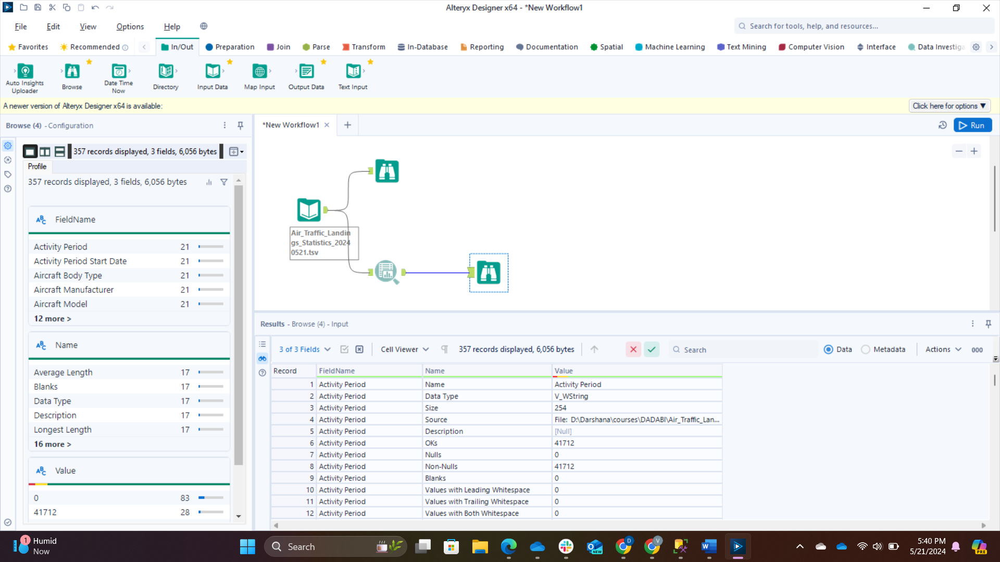 Alteryx Designer x64 - *New Workflow1
File Edit View Options Help
Search for tools, help, and resources...
Favorites Recommended In/Out Preparation Join Parse Transform In-Database Reporting Documentation Spatial Machine Learning Text Mining Computer Vision Interface Data Investiga
Auto Insights Uploader
Browse
Date Time Now
Directory
Input Data
Map Input
Output Data
Text Input
A newer version of Alteryx Designer x64 is available:
Click here for options ▼
Browse (4) - Configuration
357 records displayed, 3 fields, 6,056 bytes
Profile
357 records displayed, 3 fields, 6,056 bytes
ABC FieldName
Activity Period 21
Activity Period Start Date 21
Aircraft Body Type 21
Aircraft Manufacturer 21
Aircraft Model 21
12 more >
ABC Name
Average Length 17
Blanks 17
Data Type 17
Description 17
Longest Length 17
16 more >
ABC Value
0 83
41712 28
*New Workflow1
Run
Air_Traffic_Landin
gs_Statistics_2024
0521.tsv
Results - Browse (4) - Input
3 of 3 Fields Cell Viewer 357 records displayed, 6,056 bytes Search Data Metadata Actions 000
Record FieldName Name Value
1 Activity Period Name Activity Period
2 Activity Period Data Type V_WString
3 Activity Period Size 254
4 Activity Period Source File: D:\Darshana\courses\DADABI\Air_Traffic_Lan...
5 Activity Period Description [Null]
6 Activity Period OKs 41712
7 Activity Period Nulls 0
8 Activity Period Non-Nulls 41712
9 Activity Period Blanks 0
10 Activity Period Values with Leading Whitespace 0
11 Activity Period Values with Trailing Whitespace 0
12 Activity Period Values with Both Whitespace 0
1 Humid
Now
Search
NEW
D
V
W
5:40 PM
5/21/2024
PRE